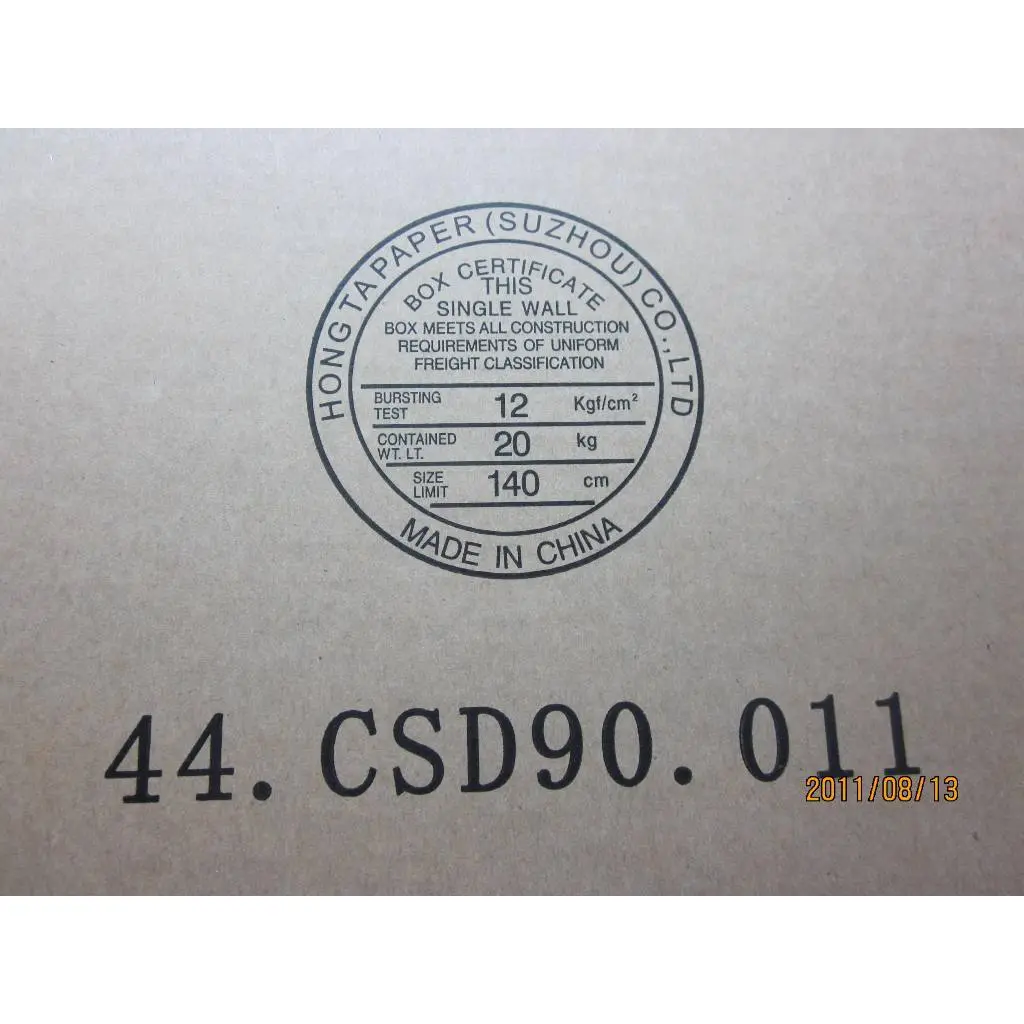 HONG TA PAPER (SUZHOU) CO.,LTD
BOX CERTIFICATE
THIS
SINGLE WALL
BOX MEETS ALL CONSTRUCTION
REQUIREMENTS OF UNIFORM
FREIGHT CLASSIFICATION
BURSTING TEST 12 Kgf/cm²
CONTAINED WT. LT. 20 kg
SIZE LIMIT 140 cm
MADE IN CHINA
44.CSD90.011
2011/08/13